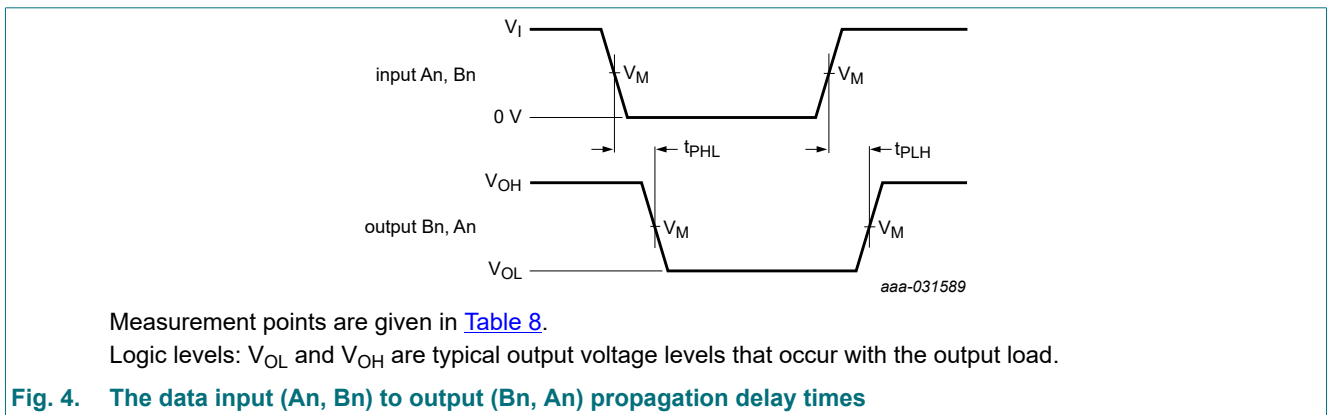 V_I
input An, Bn
V_M
V_M
0 V
t_PHL
t_PLH
V_OH
output Bn, An
V_M
V_M
V_OL
aaa-031589
Measurement points are given in Table 8.
Logic levels: V_OL and V_OH are typical output voltage levels that occur with the output load.
Fig. 4. The data input (An, Bn) to output (Bn, An) propagation delay times